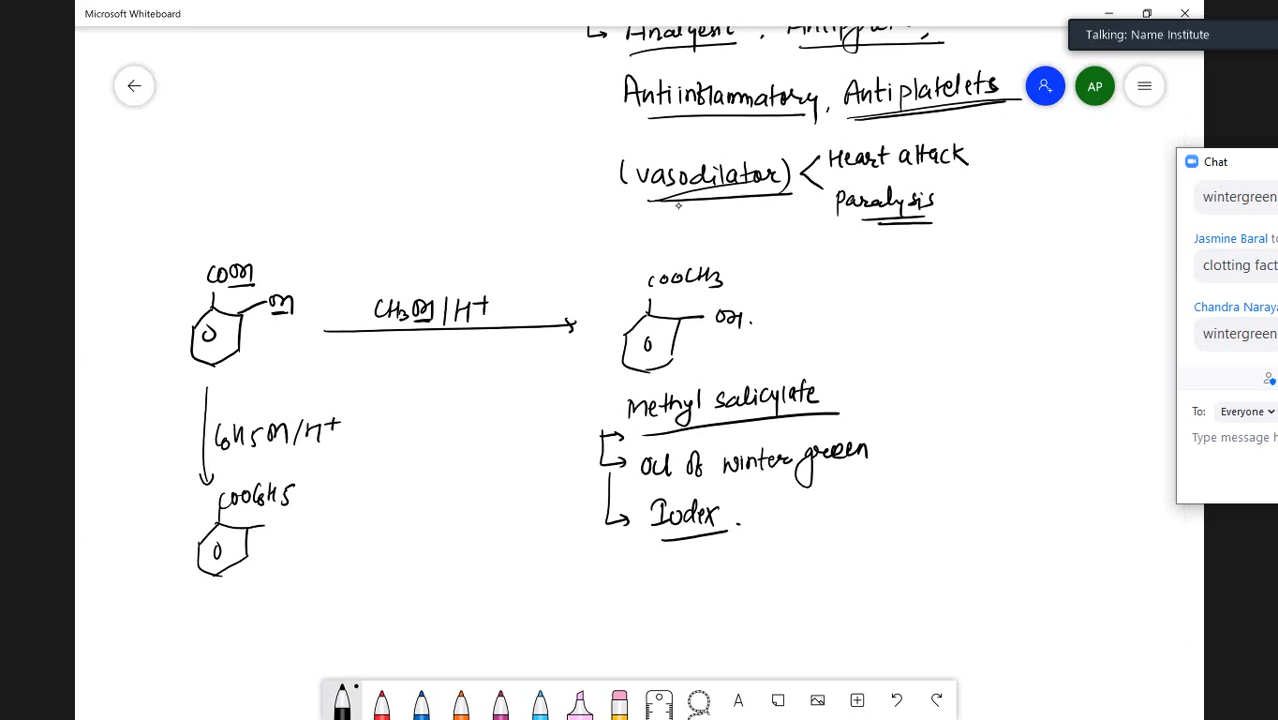 Microsoft Whiteboard
Talking: Name Institute
↳ Analgesic,
Antiinflammatory, Antiplatelets
AP
Chat
(vasodilator) < Heart attack
Paralysis
wintergreen
Jasmine Baral to
clotting fact
Chandra Naraya
wintergreen
COOH
OH
CH3OH/H+
COOCH3
OH.
O
O
Methyl salicylate
Oil of winter green
Iodex.
C6H5OH/H+
COOC6H5
O
To: Everyone
Type message h
A